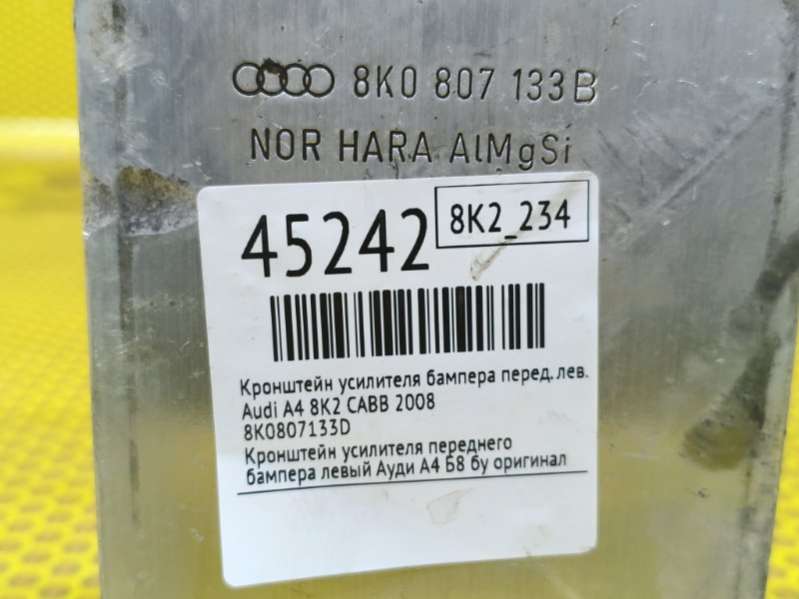 8K0 807 133B
NOR HARA AlMgSi
45242
8K2_234
Кронштейн усилителя бампера перед. лев.
Audi A4 8K2 CABB 2008
8K0807133D
Кронштейн усилителя переднего
бампера левый Ауди А4 Б8 бу оригинал